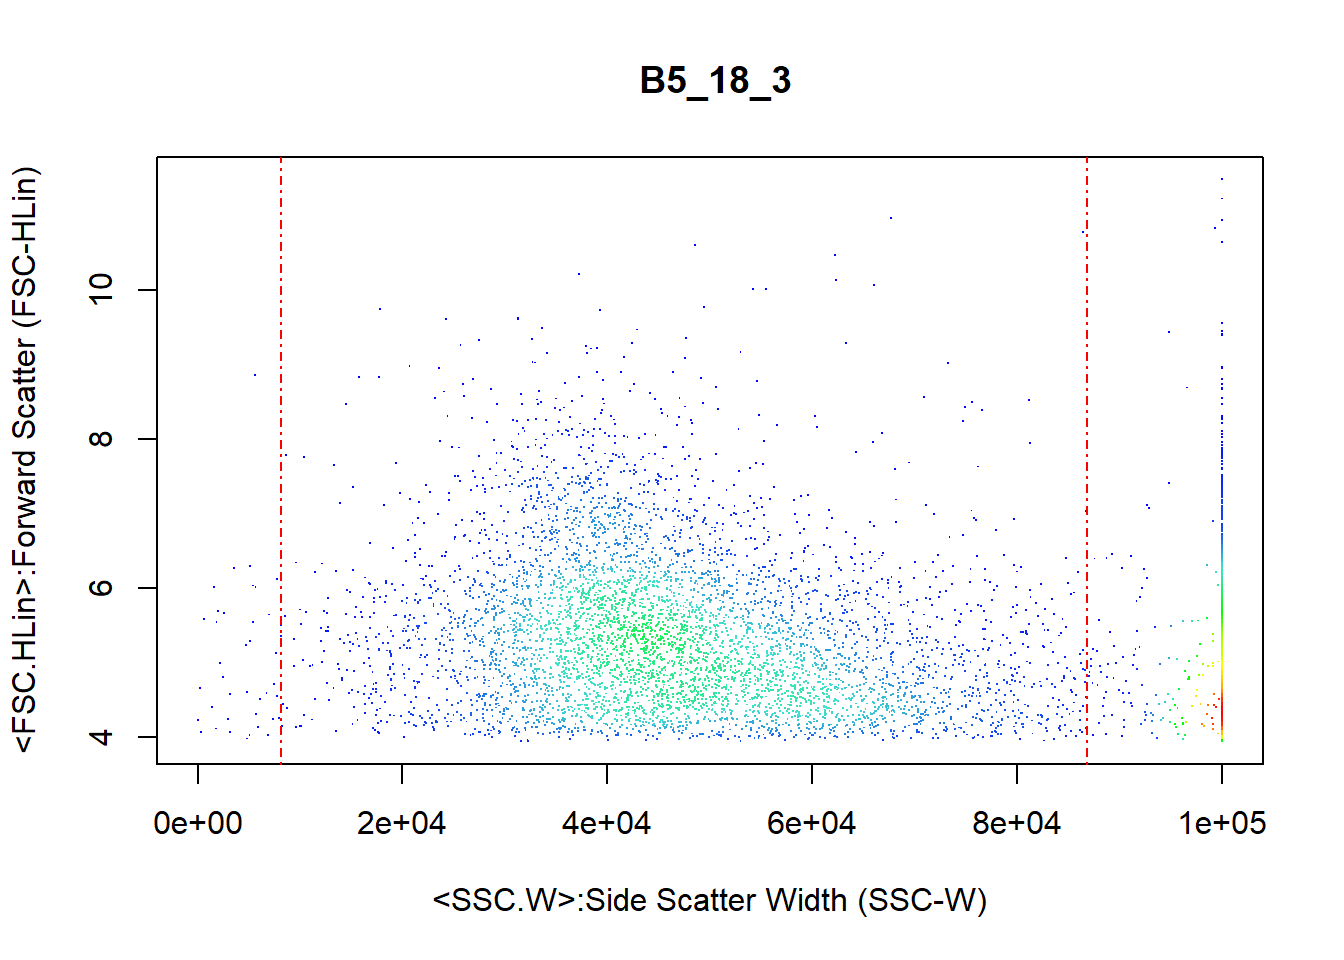 B5_18_3
<FSC.HLin>:Forward Scatter (FSC-HLin)
10
8
6
4
0e+00 2e+04 4e+04 6e+04 8e+04 1e+05
<SSC.W>:Side Scatter Width (SSC-W)